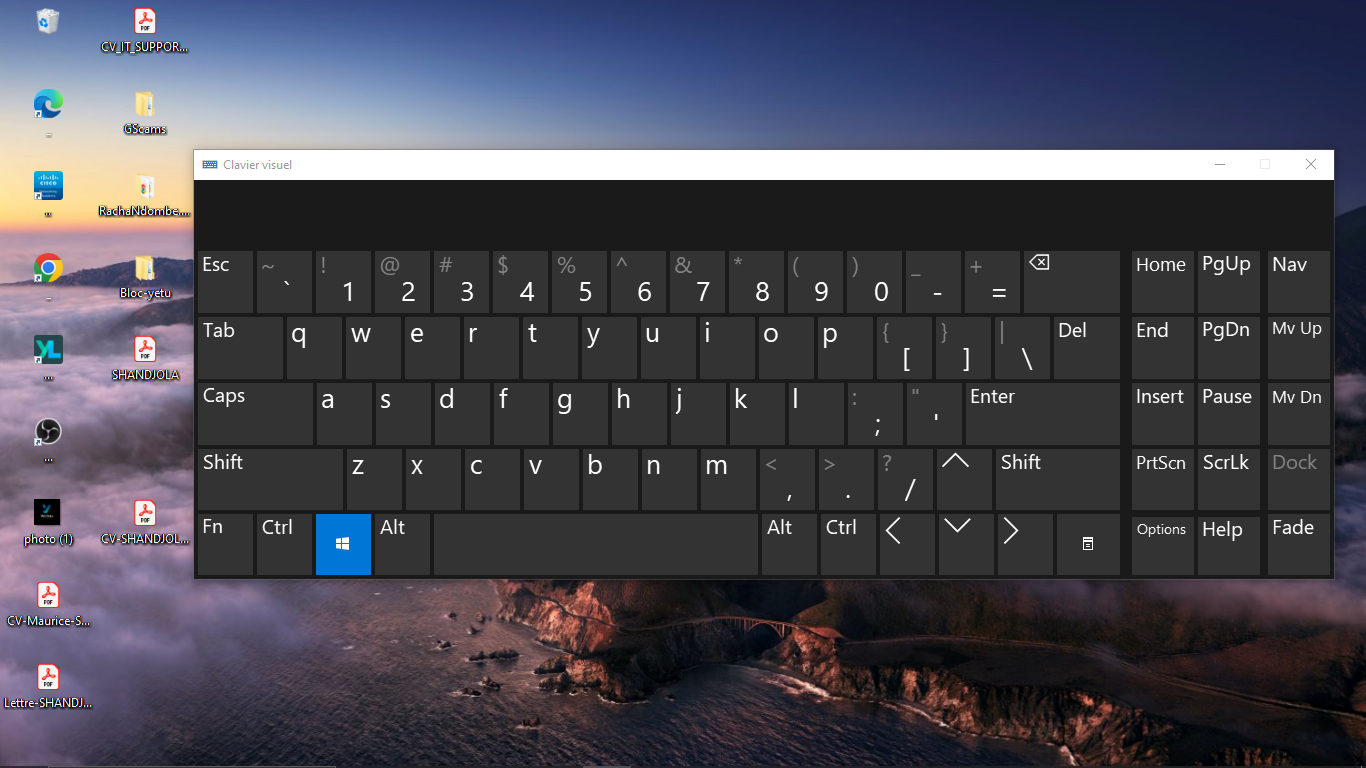 CV_IT_SUPPOR...
GScams
RachaNdombe....
Bloc-yetu
SHANDJOLA
photo (1)
CV-SHANDJOL...
CV-Maurice-S...
Lettre-SHANDJ...
Clavier visuel
Esc ~ ` ! 1 @ 2 # 3 $ 4 % 5 ^ 6 & 7 * 8 ( 9 ) 0 _ - + = Home PgUp Nav
Tab q w e r t y u i o p { [ } ] | \ Del End PgDn Mv Up
Caps a s d f g h j k l : ; " ' Enter Insert Pause Mv Dn
Shift z x c v b n m < , > . ? / Shift PrtScn ScrLk Dock
Fn Ctrl Alt Alt Ctrl Options Help Fade